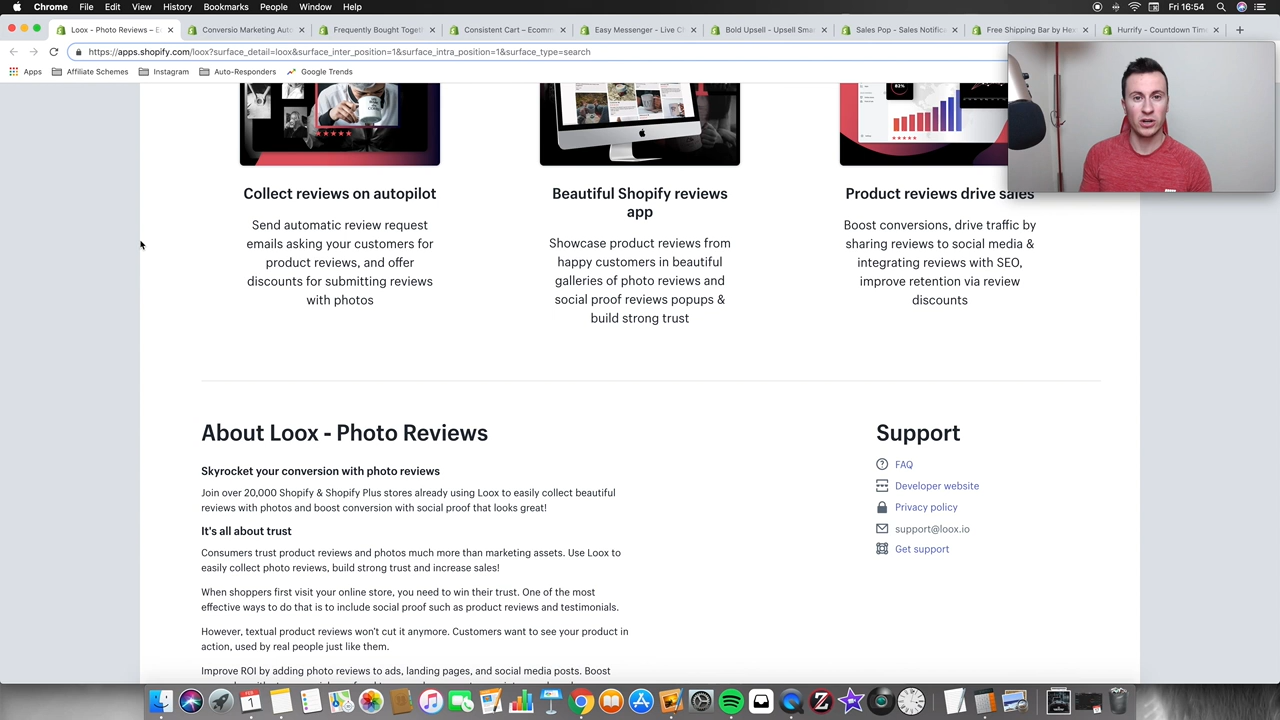 Chrome File Edit View History Bookmarks People Window Help Fri 16:54
Loox - Photo Reviews – E Conversio Marketing Aut Frequently Bought Toget Consistent Cart – Ecomm Easy Messenger - Live Ch Bold Upsell - Upsell Sma Sales Pop - Sales Notific Free Shipping Bar by Hex Hurrify - Countdown Tim
https://apps.shopify.com/loox?surface_detail=loox&surface_inter_position=1&surface_intra_position=1&surface_type=search
Apps Affiliate Schemes Instagram Auto-Responders Google Trends
83%
Collect reviews on autopilot
Send automatic review request
emails asking your customers for
product reviews, and offer
discounts for submitting reviews
with photos
Beautiful Shopify reviews
app
Showcase product reviews from
happy customers in beautiful
galleries of photo reviews and
social proof reviews popups &
build strong trust
Product reviews drive sales
Boost conversions, drive traffic by
sharing reviews to social media &
integrating reviews with SEO,
improve retention via review
discounts
About Loox - Photo Reviews
Skyrocket your conversion with photo reviews
Join over 20,000 Shopify & Shopify Plus stores already using Loox to easily collect beautiful
reviews with photos and boost conversion with social proof that looks great!
It's all about trust
Consumers trust product reviews and photos much more than marketing assets. Use Loox to
easily collect photo reviews, build strong trust and increase sales!
When shoppers first visit your online store, you need to win their trust. One of the most
effective ways to do that is to include social proof such as product reviews and testimonials.
However, textual product reviews won't cut it anymore. Customers want to see your product in
action, used by real people just like them.
Improve ROI by adding photo reviews to ads, landing pages, and social media posts. Boost
Support
FAQ
Developer website
Privacy policy
support@loox.io
Get support